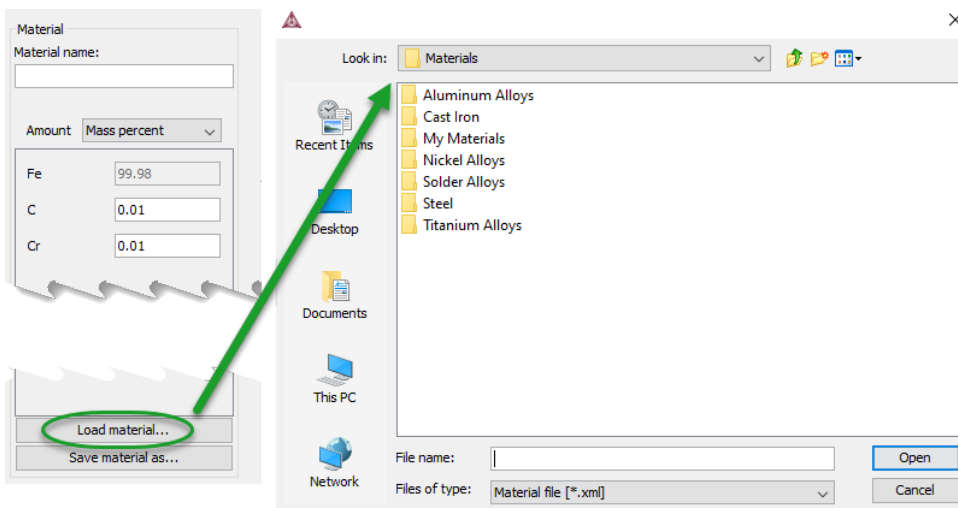 Material
Material name:
Amount Mass percent
Fe 99.98
C 0.01
Cr 0.01
Load material...
Save material as...
Look in: Materials
Recent Items
Desktop
Documents
This PC
Network
Aluminum Alloys
Cast Iron
My Materials
Nickel Alloys
Solder Alloys
Steel
Titanium Alloys
File name:
Open
Files of type: Material file [*.xml]
Cancel